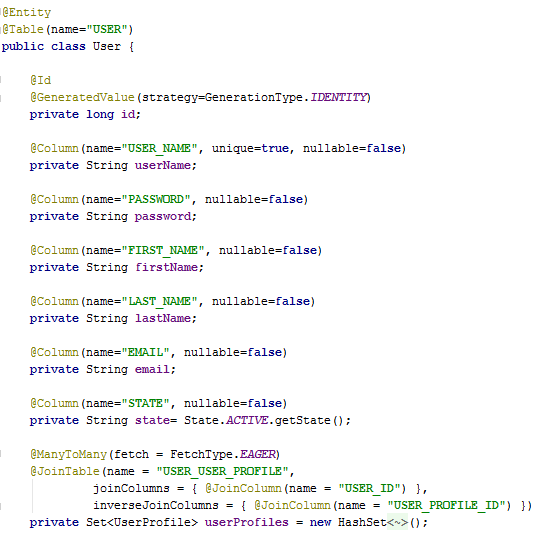 @Entity
@Table(name="USER")
public class User {
@Id
@GeneratedValue(strategy=GenerationType.IDENTITY)
private long id;
@Column(name="USER_NAME", unique=true, nullable=false)
private String userName;
@Column(name="PASSWORD", nullable=false)
private String password;
@Column(name="FIRST_NAME", nullable=false)
private String firstName;
@Column(name="LAST_NAME", nullable=false)
private String lastName;
@Column(name="EMAIL", nullable=false)
private String email;
@Column(name="STATE", nullable=false)
private String state= State.ACTIVE.getState();
@ManyToMany(fetch = FetchType.EAGER)
@JoinTable(name = "USER_USER_PROFILE",
joinColumns = { @JoinColumn(name = "USER_ID") },
inverseJoinColumns = { @JoinColumn(name = "USER_PROFILE_ID") })
private Set<UserProfile> userProfiles = new HashSet<~>();